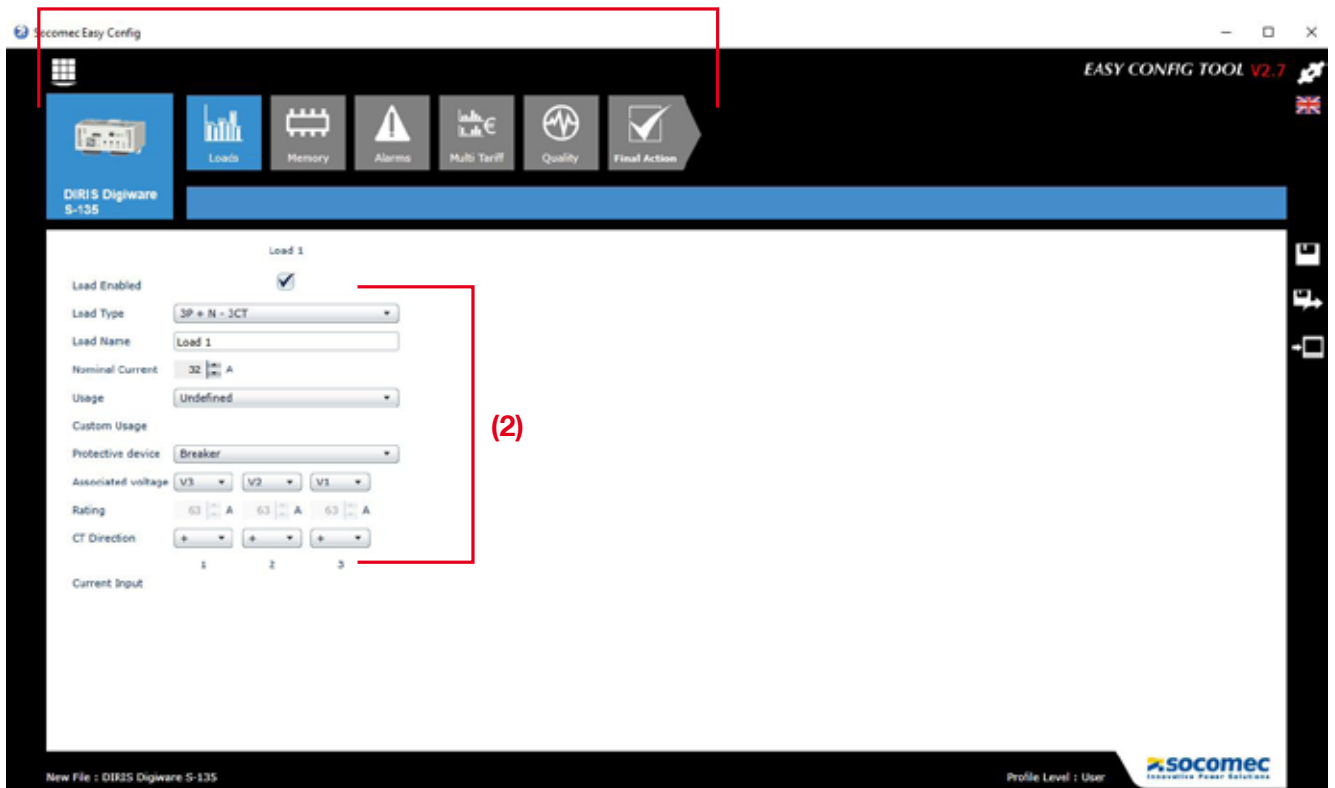 Socomec Easy Config
EASY CONFIG TOOL V2.7
Loads
Memory
Alarms
Multi Tariff
Quality
Final Action
DIRIS Digiware
S-135
Load 1
Load Enabled
Load Type 3P + N - 3CT
Load Name Load 1
Nominal Current 32 A
Usage Undefined
Custom Usage
Protective device Breaker
Associated voltage V3 V2 V1
Rating 63 A 63 A 63 A
CT Direction + + +
1 2 3
Current Input
(2)
New File : DIRIS Digiware S-135
Profile Level : User
socomec
Innovative Power Solutions